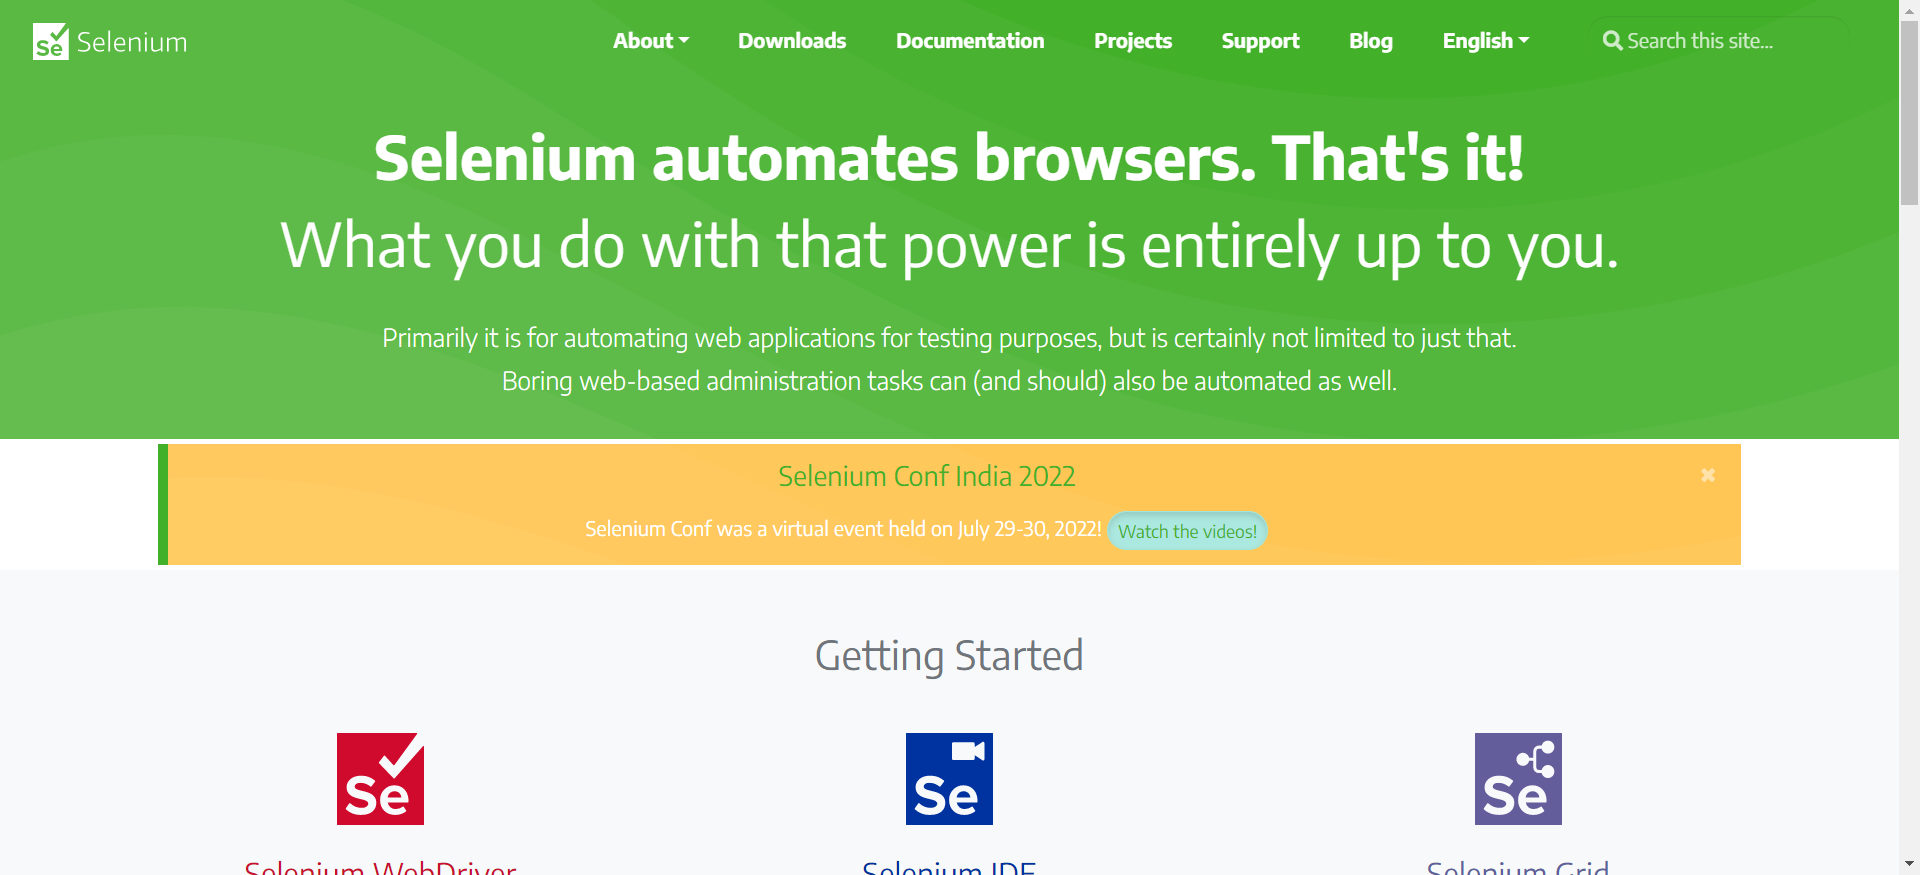 Se Selenium
About Downloads Documentation Projects Support Blog English Search this site...
Selenium automates browsers. That's it!
What you do with that power is entirely up to you.
Primarily it is for automating web applications for testing purposes, but is certainly not limited to just that.
Boring web-based administration tasks can (and should) also be automated as well.
Selenium Conf India 2022
Selenium Conf was a virtual event held on July 29-30, 2022! Watch the videos!
Getting Started
Se Se Se
Selenium WebDriver Selenium IDE Selenium Grid